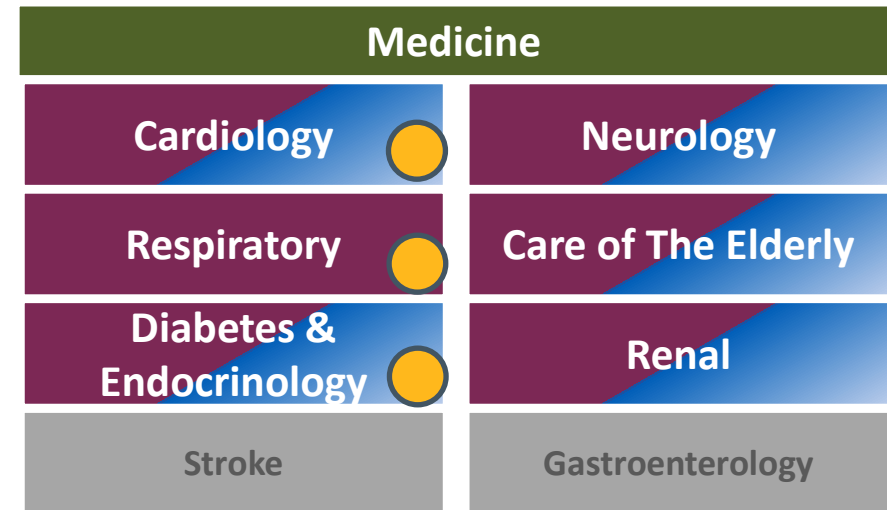 Medicine
Cardiology
Neurology
Respiratory
Care of The Elderly
Diabetes &
Endocrinology
Renal
Stroke
Gastroenterology